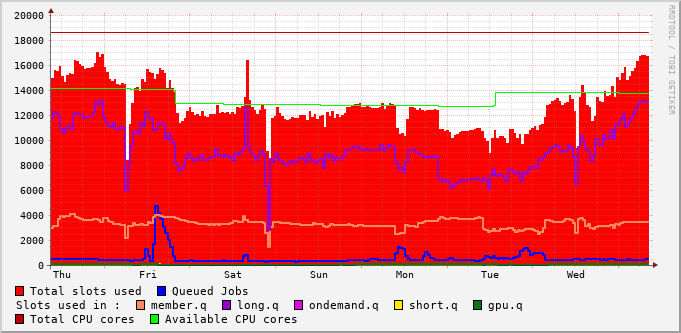 20000
18000
16000
14000
12000
10000
8000
6000
4000
2000
0
Thu Fri Sat Sun Mon Tue Wed
RRDTOOL / TOBI OETIKER
Total slots used Queued Jobs
Slots used in : member.q long.q ondemand.q short.q gpu.q
Total CPU cores Available CPU cores